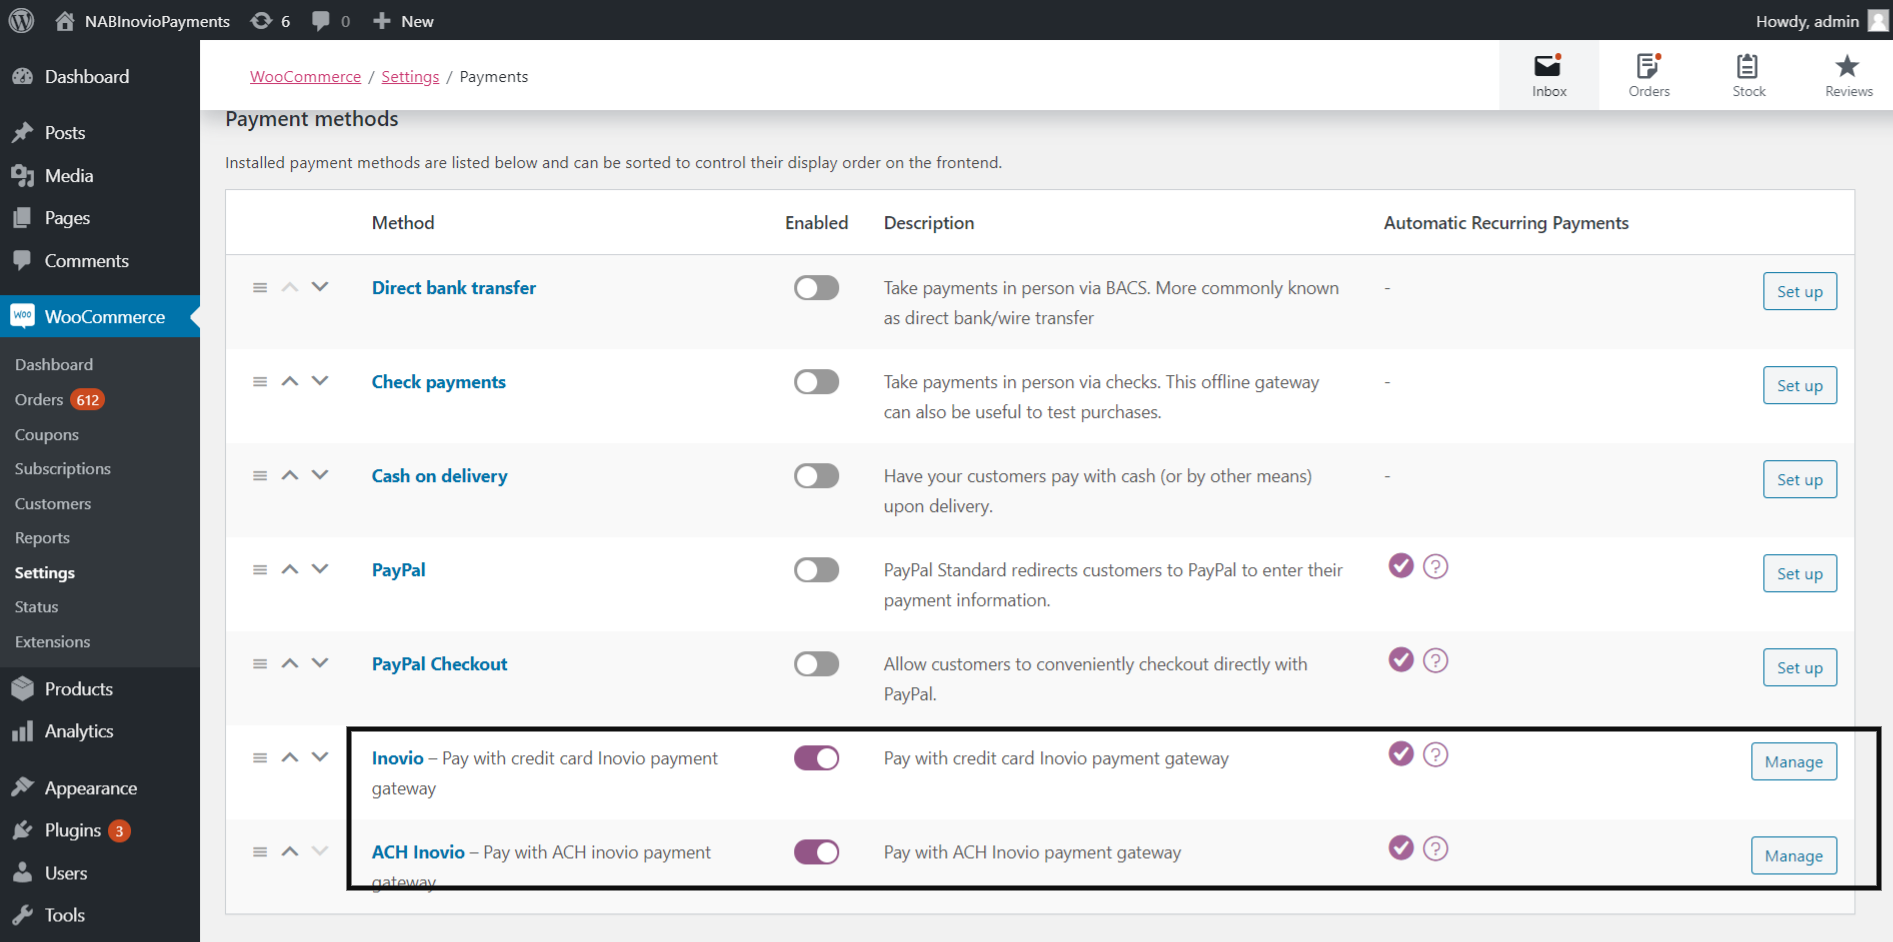 NABInovioPayments 6 0 New Howdy, admin
Dashboard
Posts
Media
Pages
Comments
Woo WooCommerce
Dashboard
Orders 612
Coupons
Subscriptions
Customers
Reports
Settings
Status
Extensions
Products
Analytics
Appearance
Plugins 3
Users
Tools
WooCommerce / Settings / Payments
Inbox
Orders
Stock
Reviews
Payment methods
Installed payment methods are listed below and can be sorted to control their display order on the frontend.
Method Enabled Description Automatic Recurring Payments
Direct bank transfer Take payments in person via BACS. More commonly known - Set up
as direct bank/wire transfer
Check payments Take payments in person via checks. This offline gateway - Set up
can also be useful to test purchases.
Cash on delivery Have your customers pay with cash (or by other means) - Set up
upon delivery.
PayPal PayPal Standard redirects customers to PayPal to enter their ? Set up
payment information.
PayPal Checkout Allow customers to conveniently checkout directly with ? Set up
PayPal.
Inovio – Pay with credit card Inovio payment Pay with credit card Inovio payment gateway ? Manage
gateway
ACH Inovio – Pay with ACH inovio payment Pay with ACH Inovio payment gateway ? Manage
gateway